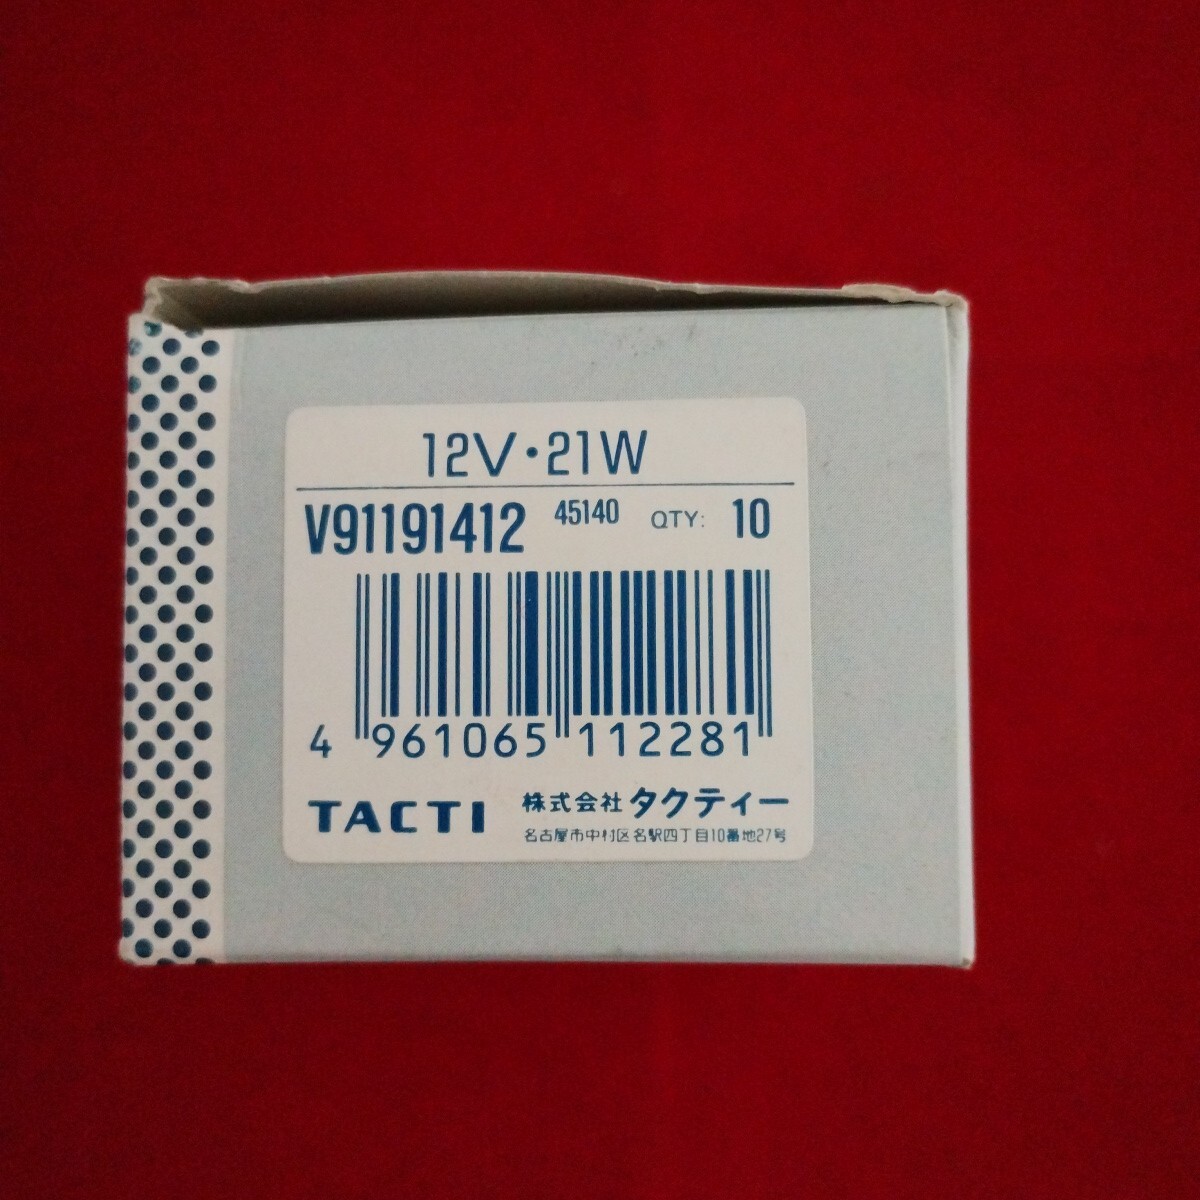 12V・21W
V91191412 45140 QTY: 10
4 961065 112281
TACTI 株式会社 タクティー
名古屋市中村区名駅四丁目10番地27号